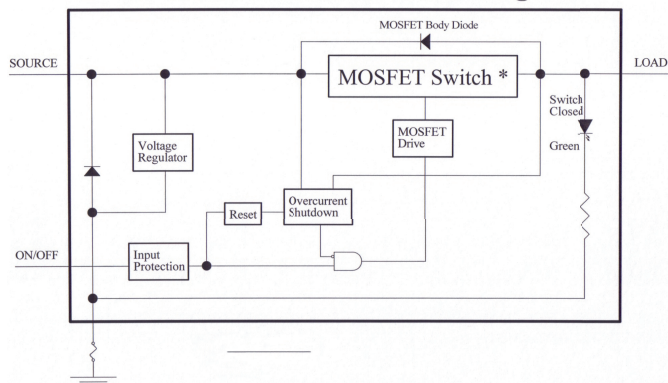 MOSFET Body Diode
SOURCE
MOSFET Switch *
LOAD
Switch
Closed
Green
MOSFET
Drive
Voltage
Regulator
Overcurrent
Shutdown
Reset
ON/OFF
Input
Protection